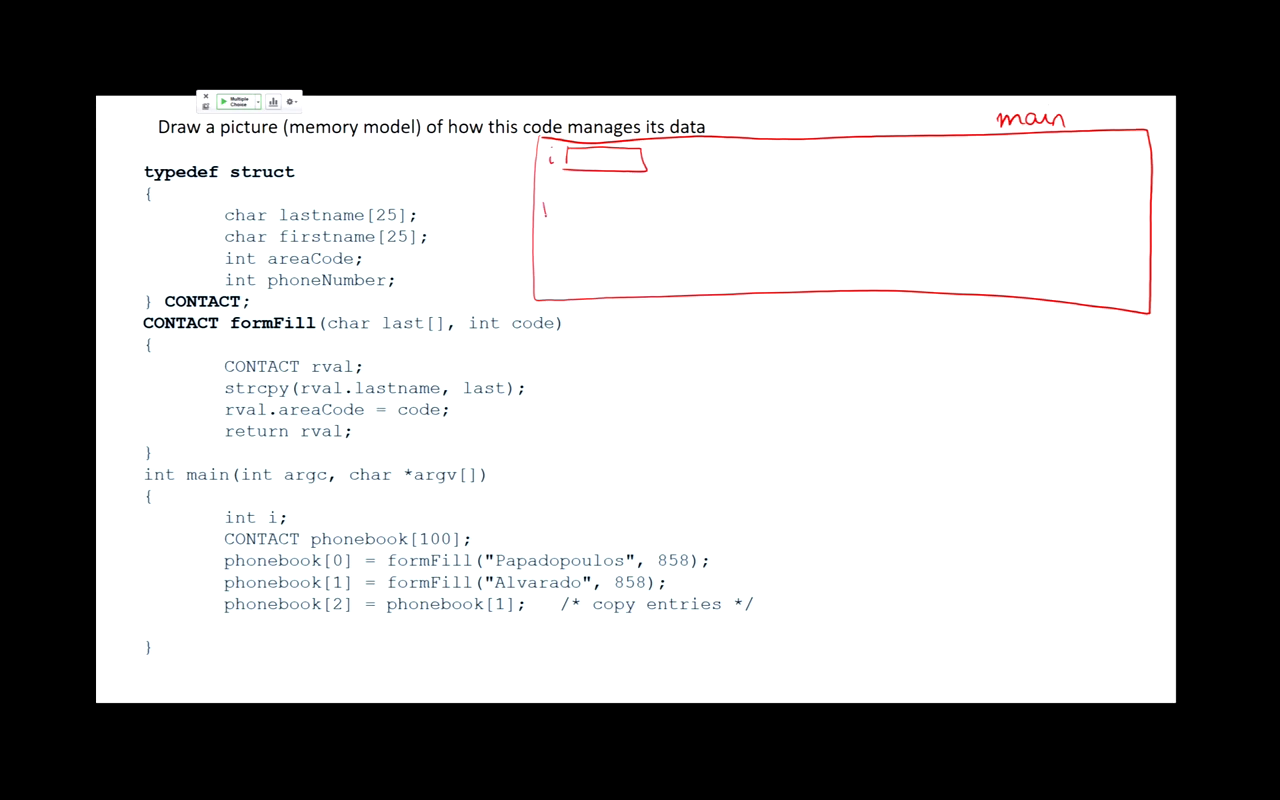 Multiple
Choice
Draw a picture (memory model) of how this code manages its data
main
i
typedef struct
{
char lastname[25];
char firstname[25];
int areaCode;
int phoneNumber;
} CONTACT;
CONTACT formFill(char last[], int code)
{
CONTACT rval;
strcpy(rval.lastname, last);
rval.areaCode = code;
return rval;
}
int main(int argc, char *argv[])
{
int i;
CONTACT phonebook[100];
phonebook[0] = formFill("Papadopoulos", 858);
phonebook[1] = formFill("Alvarado", 858);
phonebook[2] = phonebook[1]; /* copy entries */
}